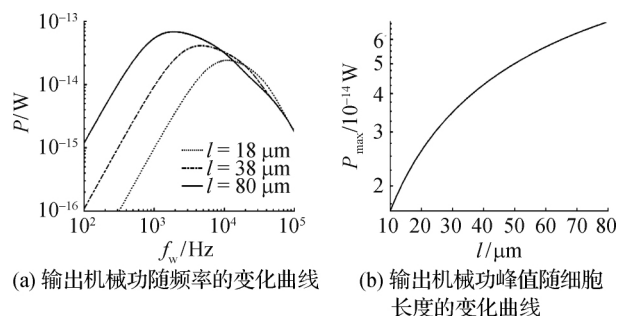 10⁻¹³
10⁻¹⁴
10⁻¹⁵
10⁻¹⁶
P/W
l = 18 μm
l = 38 μm
l = 80 μm
10² 10³ 10⁴ 10⁵
f_w/Hz
(a) 输出机械功随频率的变化曲线
6
5
4
3
2
P_max/10⁻¹⁴ W
10 20 30 40 50 60 70 80
l/μm
(b) 输出机械功峰值随细胞
长度的变化曲线